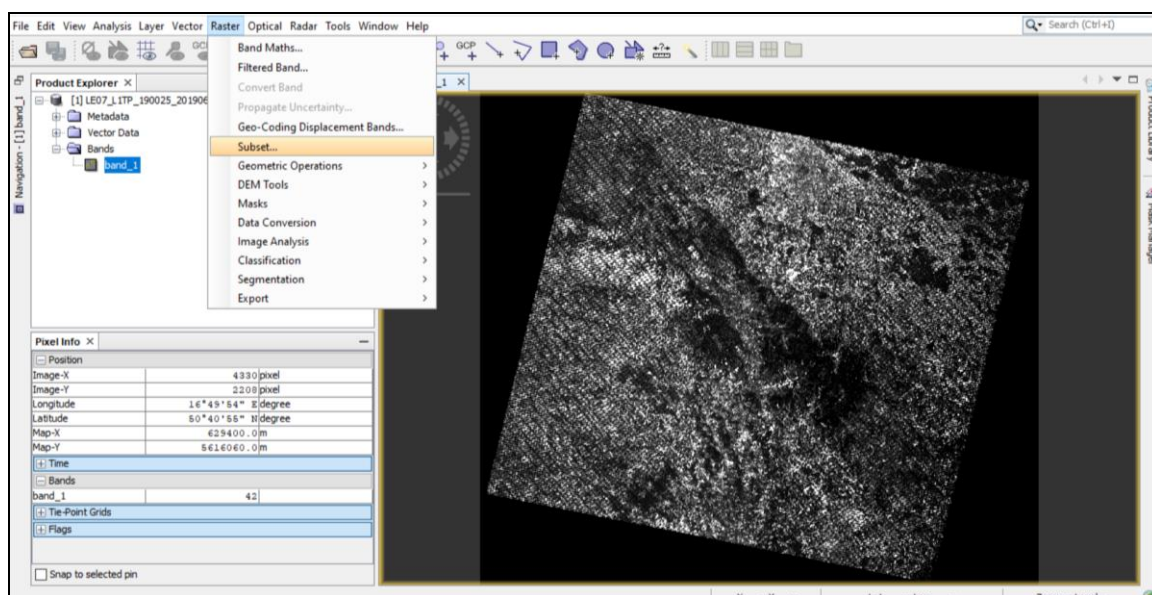 File Edit View Analysis Layer Vector Raster Optical Radar Tools Window Help
Search (Ctrl+I)
GCP
Band Maths...
Filtered Band...
Convert Band
Propagate Uncertainty...
Geo-Coding Displacement Bands...
Subset...
Geometric Operations
DEM Tools
Masks
Data Conversion
Image Analysis
Classification
Segmentation
Export
Product Explorer
[1] LE07_L1TP_190025_201906
Metadata
Vector Data
Bands
band_1
Navigation - [1] band_1
Product Library
Mask Manager
Pixel Info
Position
Image-X 4330 pixel
Image-Y 2208 pixel
Longitude 16°49'54" E degree
Latitude 50°40'55" N degree
Map-X 629400.0 m
Map-Y 5616060.0 m
Time
Bands
band_1 42
Tie-Point Grids
Flags
Snap to selected pin